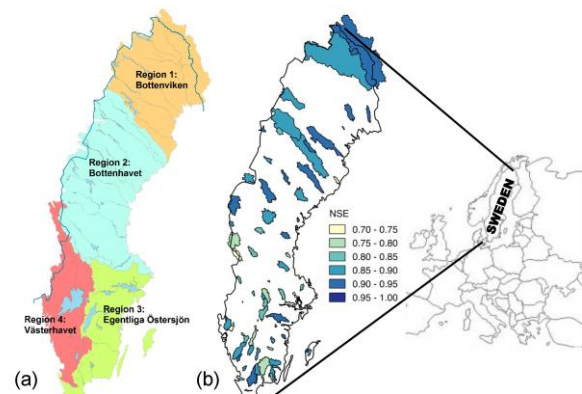 Region 1:
Bottenviken
Region 2:
Bottenhavet
Region 3:
Egentliga Östersjön
Region 4:
Västerhavet
(a)
NSE
0.70 - 0.75
0.75 - 0.80
0.80 - 0.85
0.85 - 0.90
0.90 - 0.95
0.95 - 1.00
(b)
SWEDEN